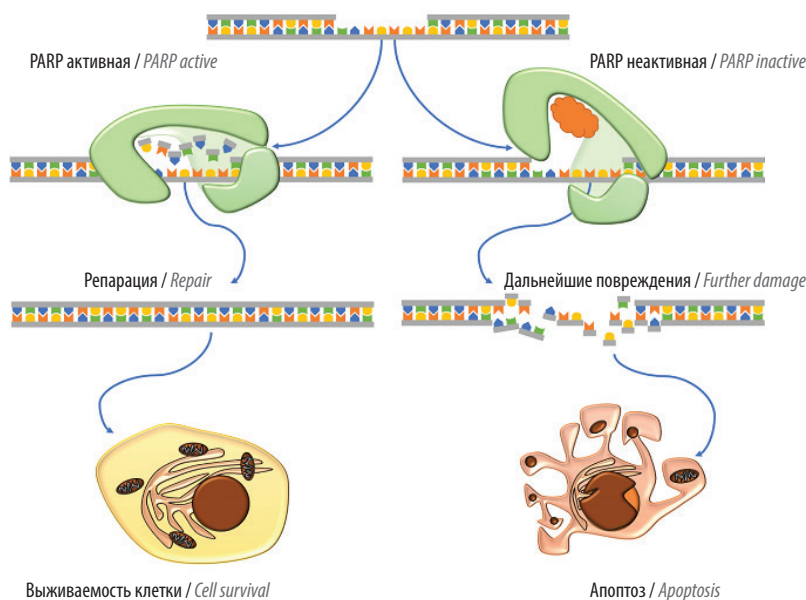 PARP активная / PARP active
PARP неактивная / PARP inactive
Репарация / Repair
Дальнейшие повреждения / Further damage
Выживаемость клетки / Cell survival
Апоптоз / Apoptosis